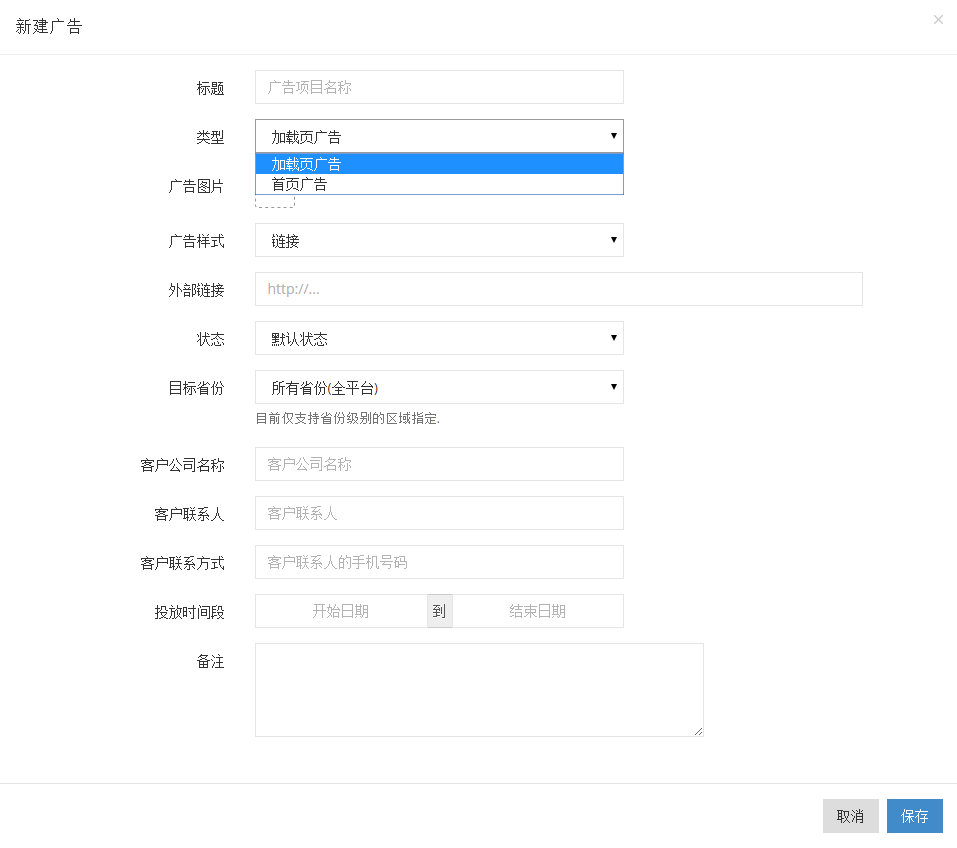 新建广告 ×
标题 广告项目名称
类型 加载页广告
加载页广告
广告图片 首页广告
广告样式 链接
外部链接 http://...
状态 默认状态
目标省份 所有省份(全平台)
目前仅支持省份级别的区域指定.
客户公司名称 客户公司名称
客户联系人 客户联系人
客户联系方式 客户联系人的手机号码
投放时间段 开始日期 到 结束日期
备注
取消 保存